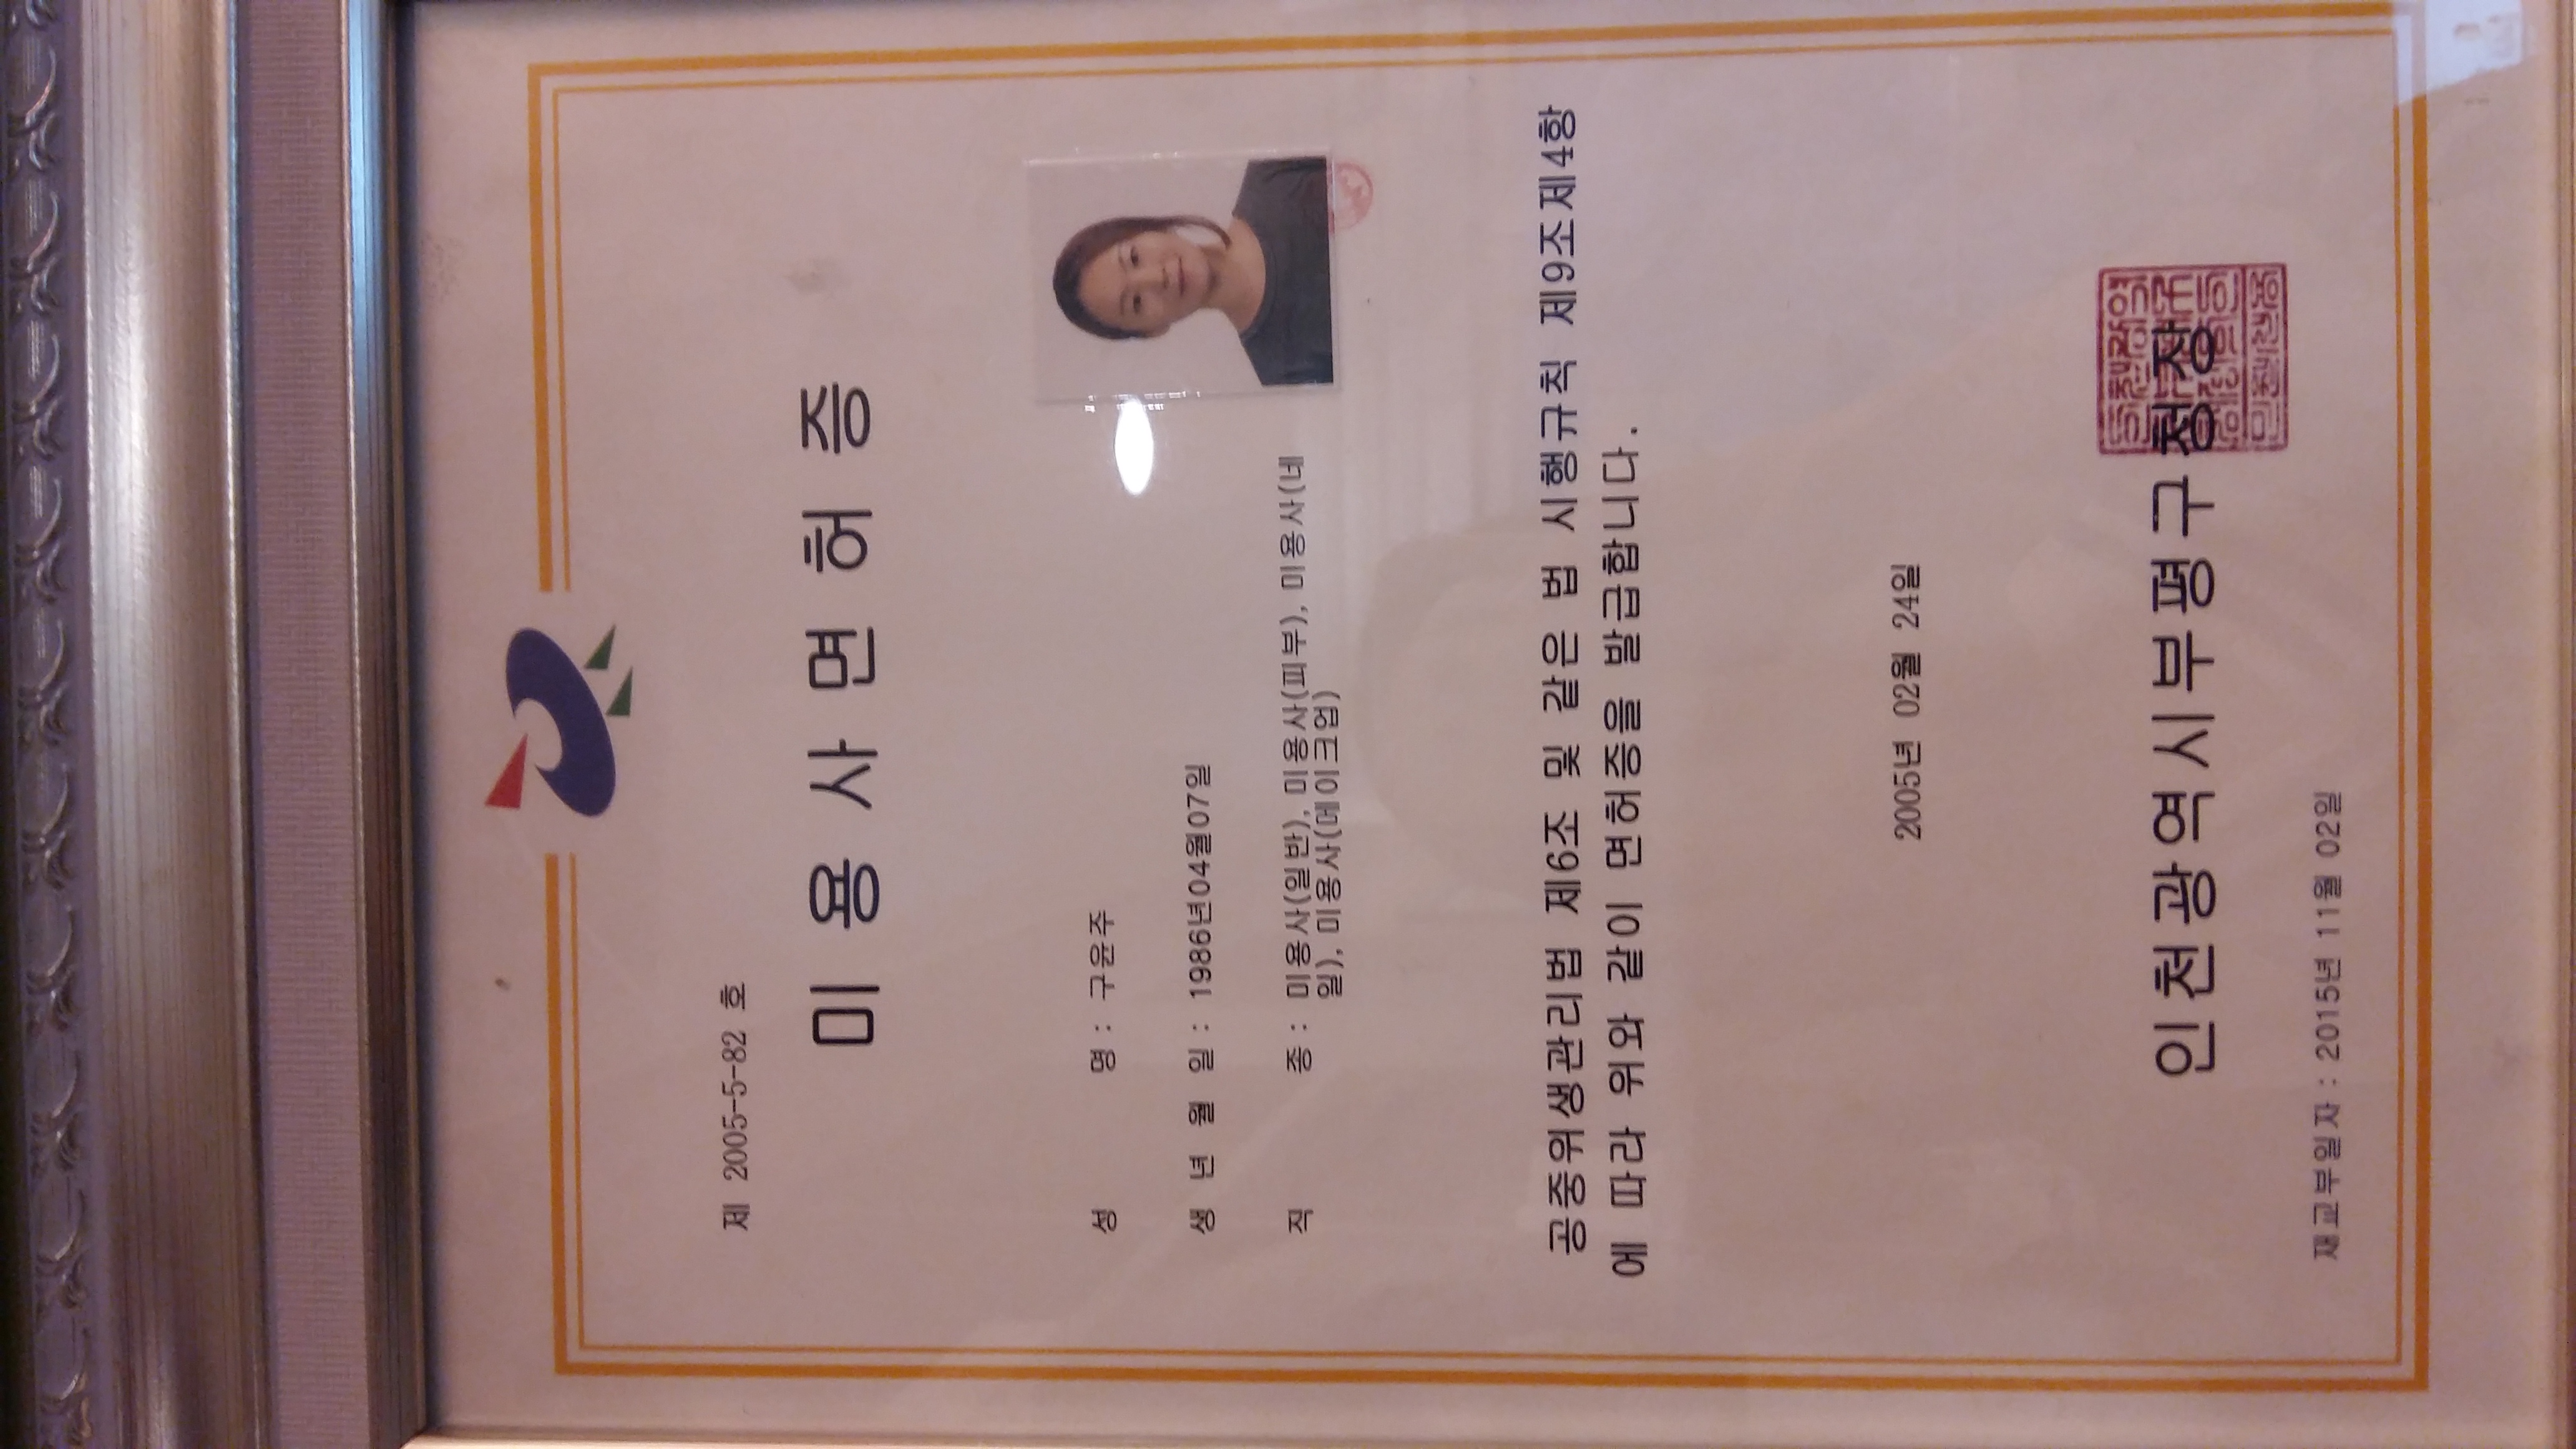 제 2005-5-82 호
미 용 사 면 허 증
성 명 : 구윤주
생 년 월 일 : 1986년04월07일
직 종 : 미용사(일반), 미용사(피부), 미용사(네
일), 미용사(메이크업)
공중위생관리법 제6조 및 같은 법 시행규칙 제9조제4항
에 따라 위와 같이 면허증을 발급합니다.
2005년 02월 24일
인천광역시부평구청장
재교부일자 : 2015년 11월 02일